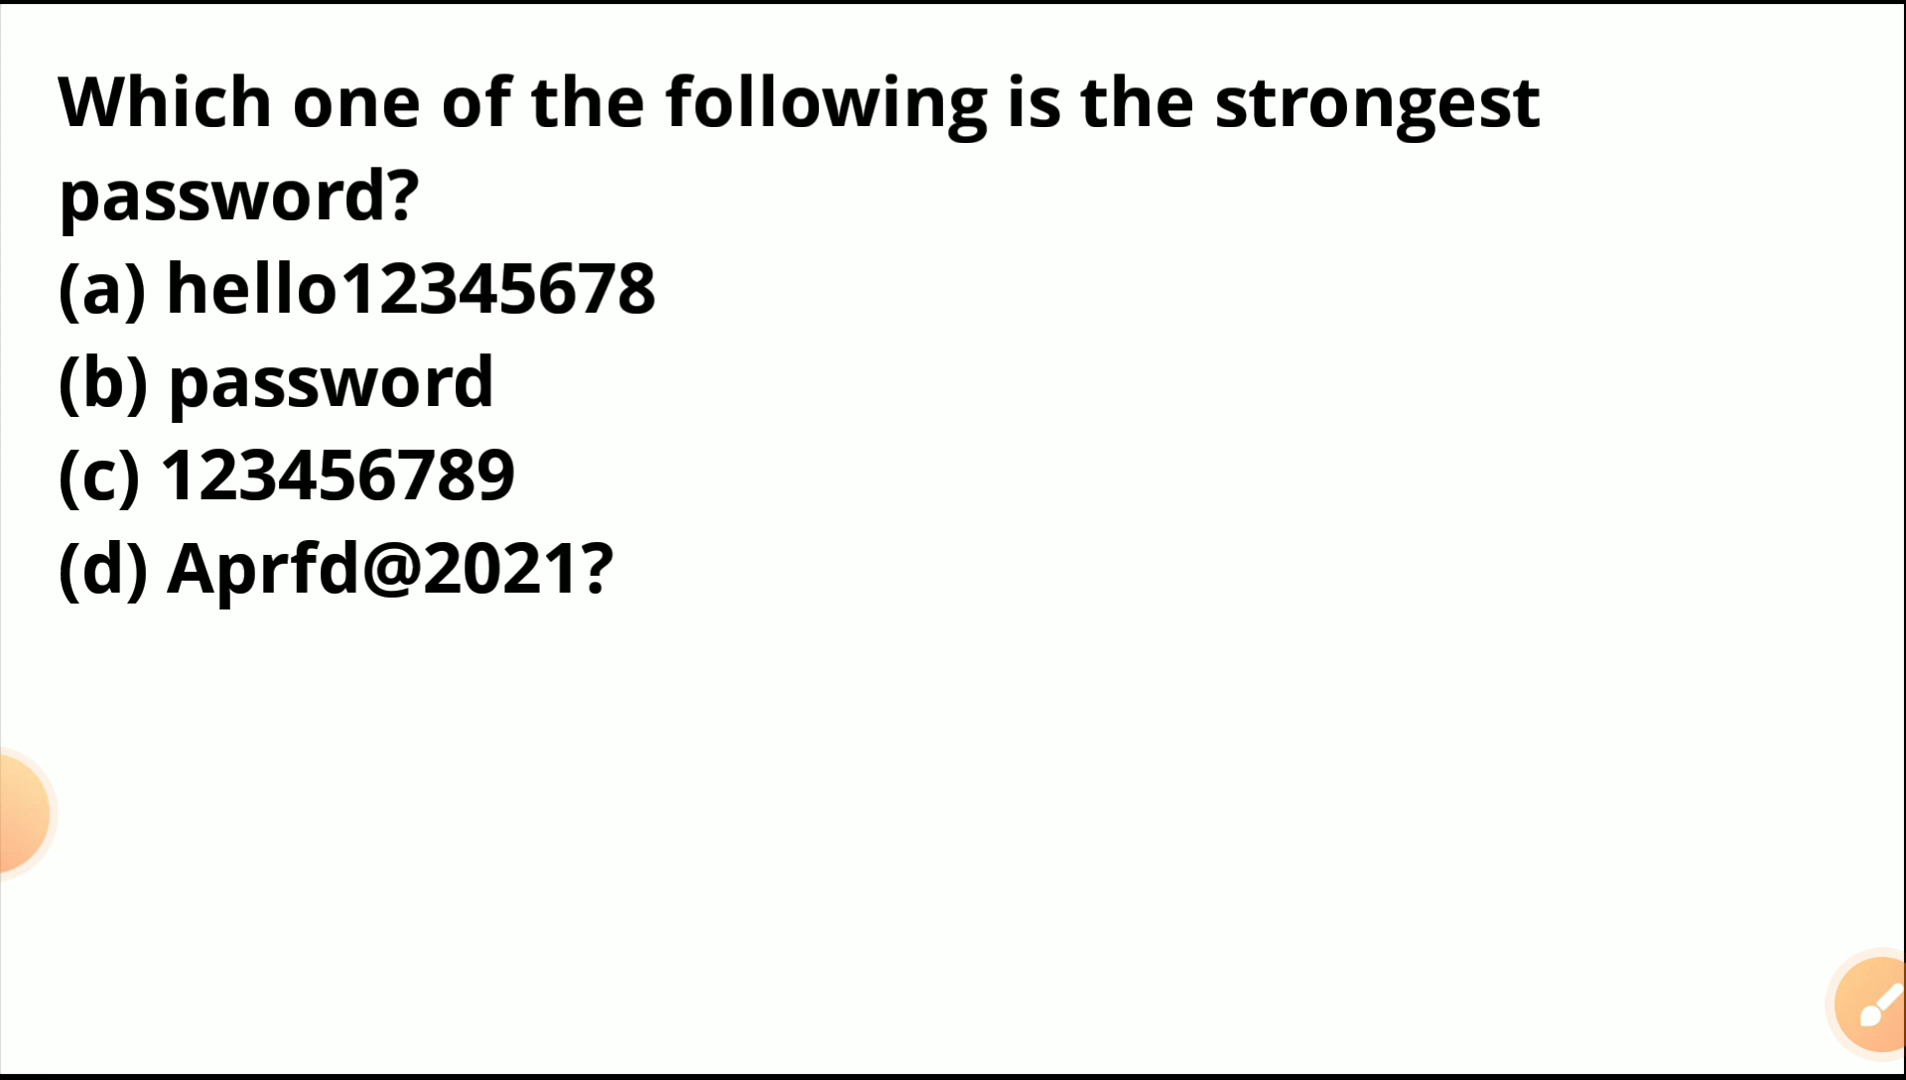 Which one of the following is the strongest
password?
(a) hello12345678
(b) password
(c) 123456789
(d) Aprfd@2021?